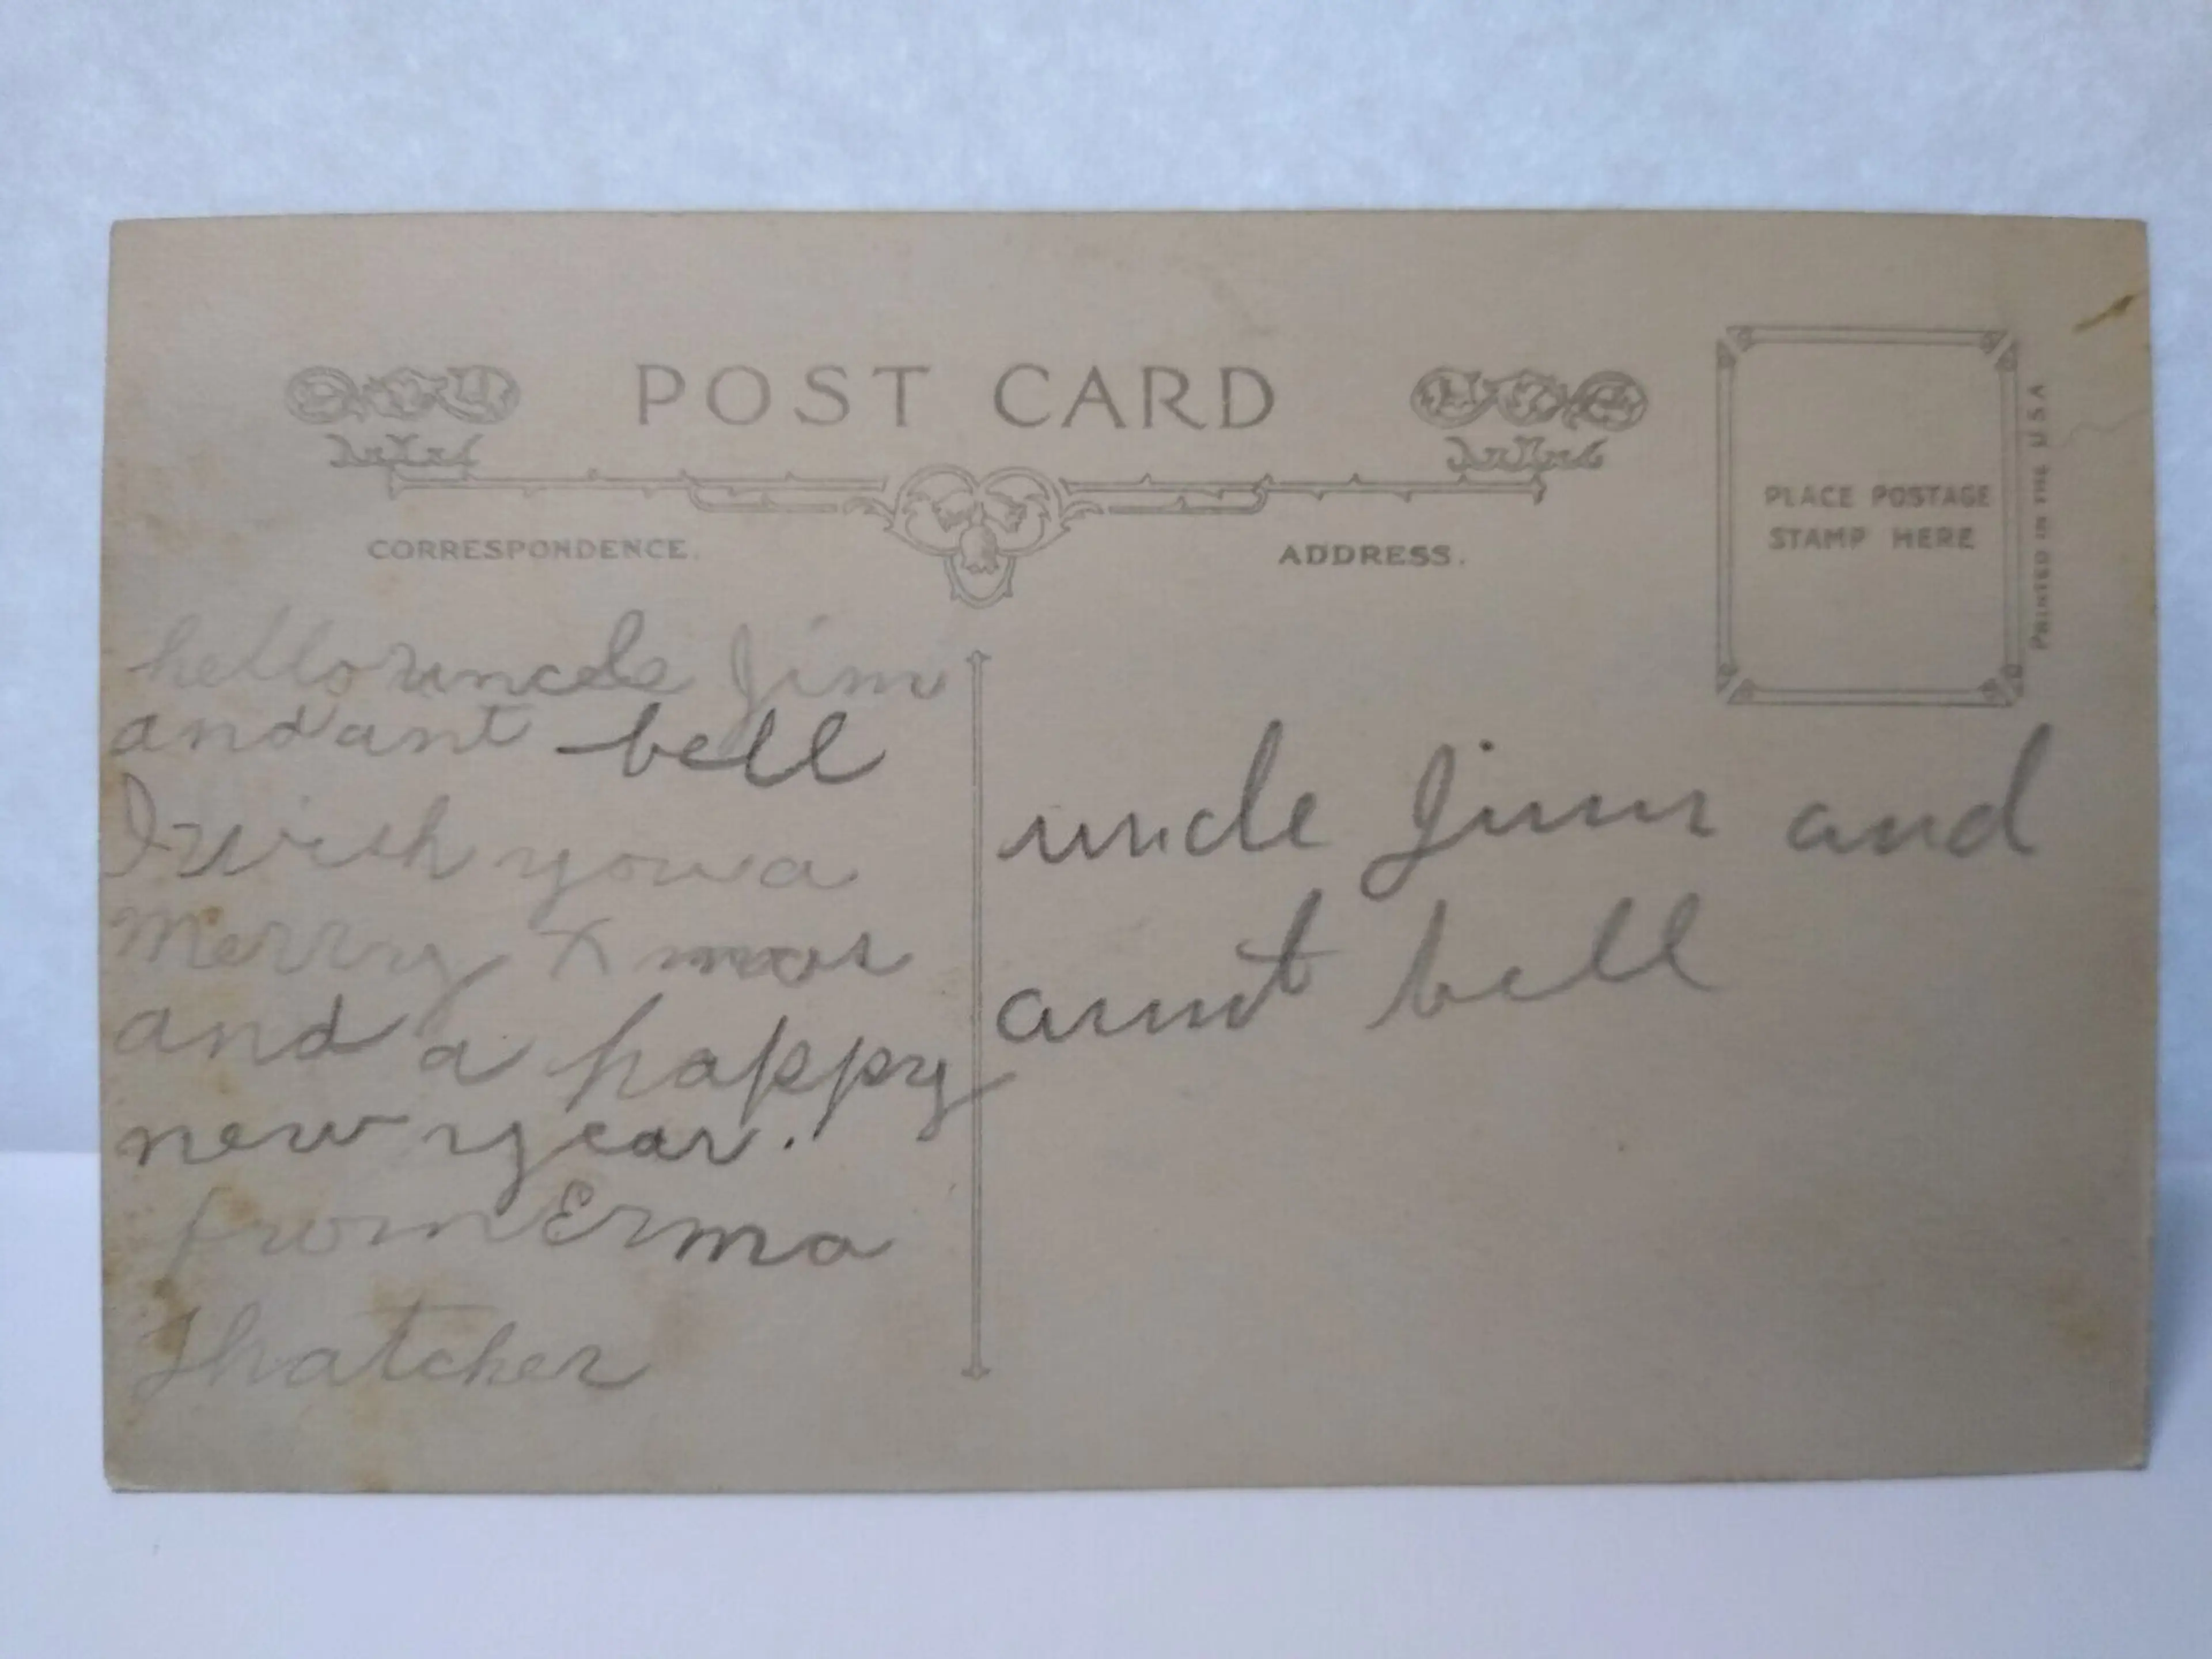 POST CARD
CORRESPONDENCE.
ADDRESS.
PLACE POSTAGE
STAMP HERE
PRINTED IN THE U.S.A
hello uncle Jim
and ant bell
I wish you a
Merry Xmas
and a happy
new year.
from Erma
Thatcher
uncle Jim and
aunt bell